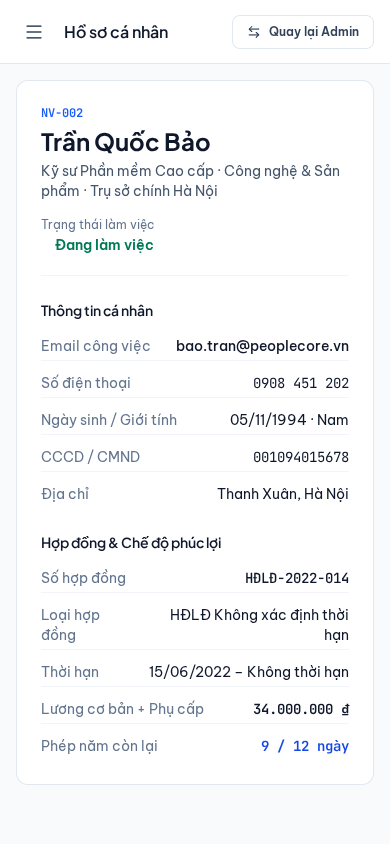 Hồ sơ cá nhân
Quay lại Admin
NV-002
Trần Quốc Bảo
Kỹ sư Phần mềm Cao cấp · Công nghệ & Sản
phẩm · Trụ sở chính Hà Nội
Trạng thái làm việc
Đang làm việc
Thông tin cá nhân
Email công việc bao.tran@peoplecore.vn
Số điện thoại 0908 451 202
Ngày sinh / Giới tính 05/11/1994 · Nam
CCCD / CMND 001094015678
Địa chỉ Thanh Xuân, Hà Nội
Hợp đồng & Chế độ phúc lợi
Số hợp đồng HĐLĐ-2022-014
Loại hợp đồng HĐLĐ Không xác định thời hạn
Thời hạn 15/06/2022 – Không thời hạn
Lương cơ bản + Phụ cấp 34.000.000 ₫
Phép năm còn lại 9 / 12 ngày